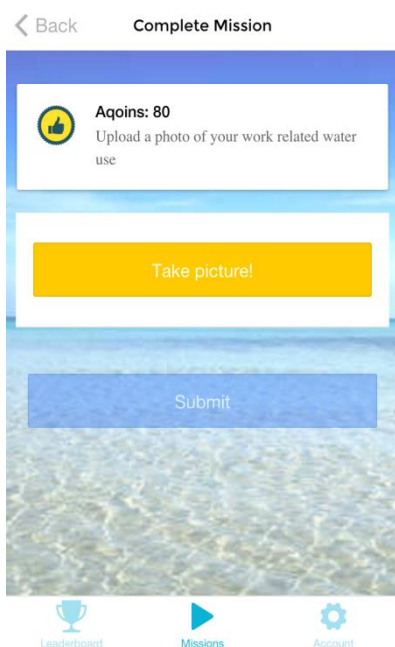 Back
Complete Mission
Aqoins: 80
Upload a photo of your work related water
use
Take picture!
Submit
Leaderboard
Missions
Account